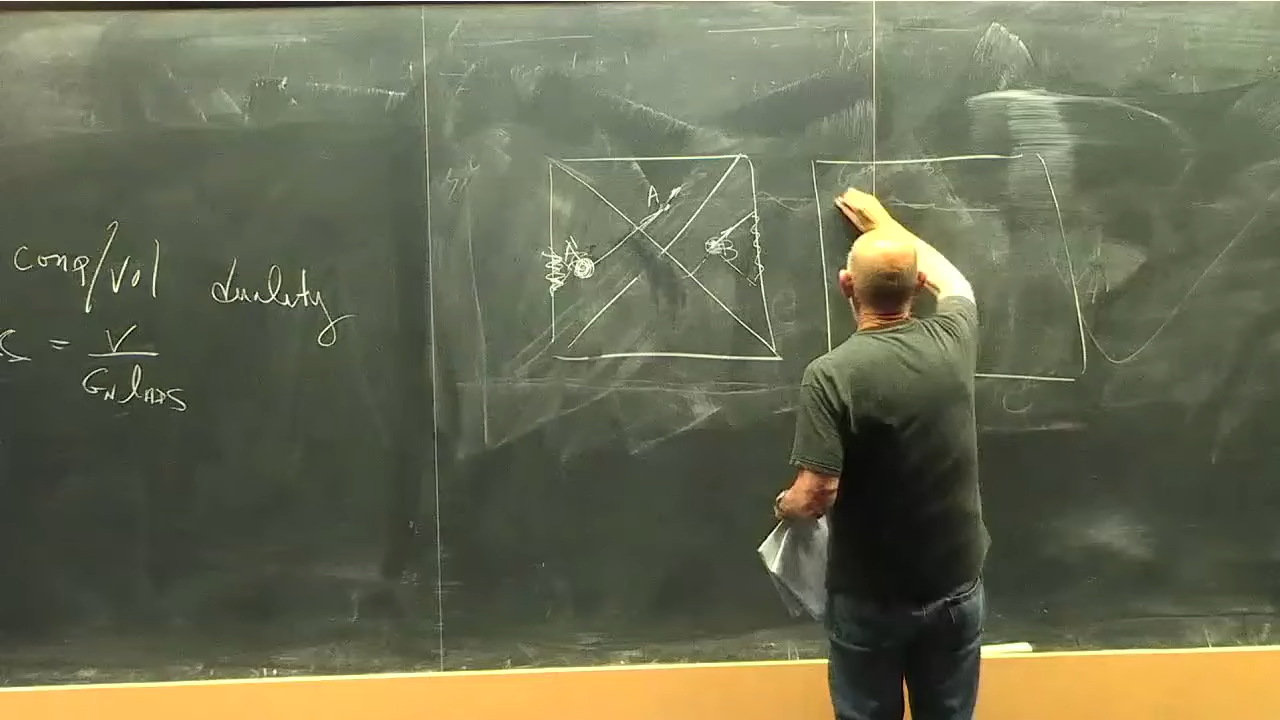 comp/Vol duality
C = V
G_N l_AdS
A
A
B